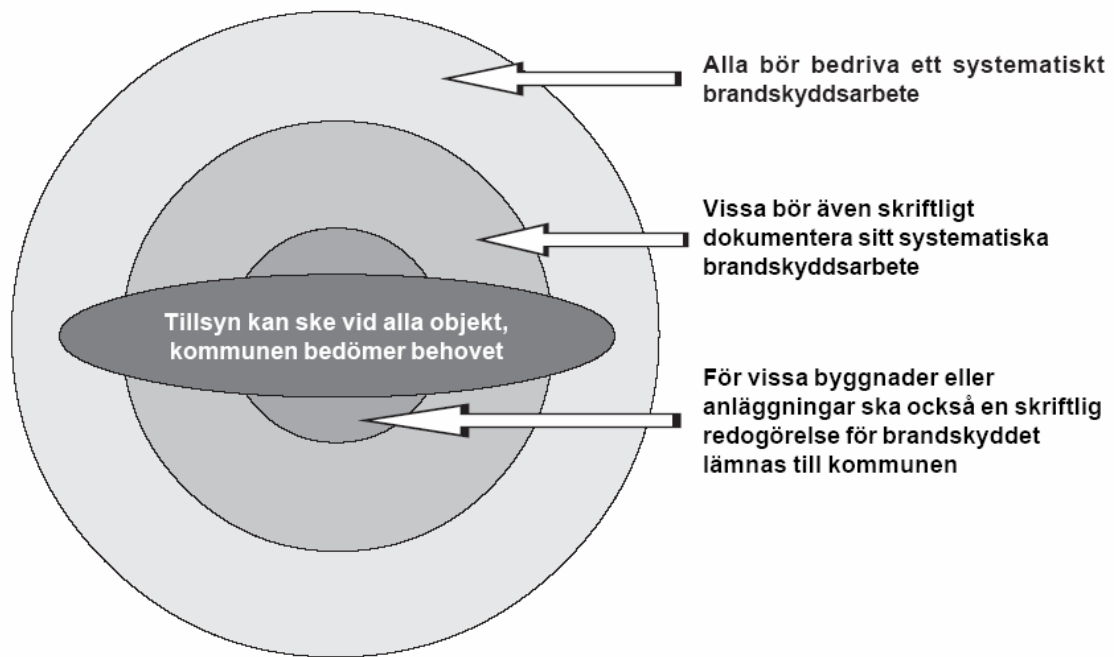 Alla bör bedriva ett systematiskt
brandskyddsarbete
Vissa bör även skriftligt
dokumentera sitt systematiska
brandskyddsarbete
Tillsyn kan ske vid alla objekt,
kommunen bedömer behovet
För vissa byggnader eller
anläggningar ska också en skriftlig
redogörelse för brandskyddet
lämnas till kommunen